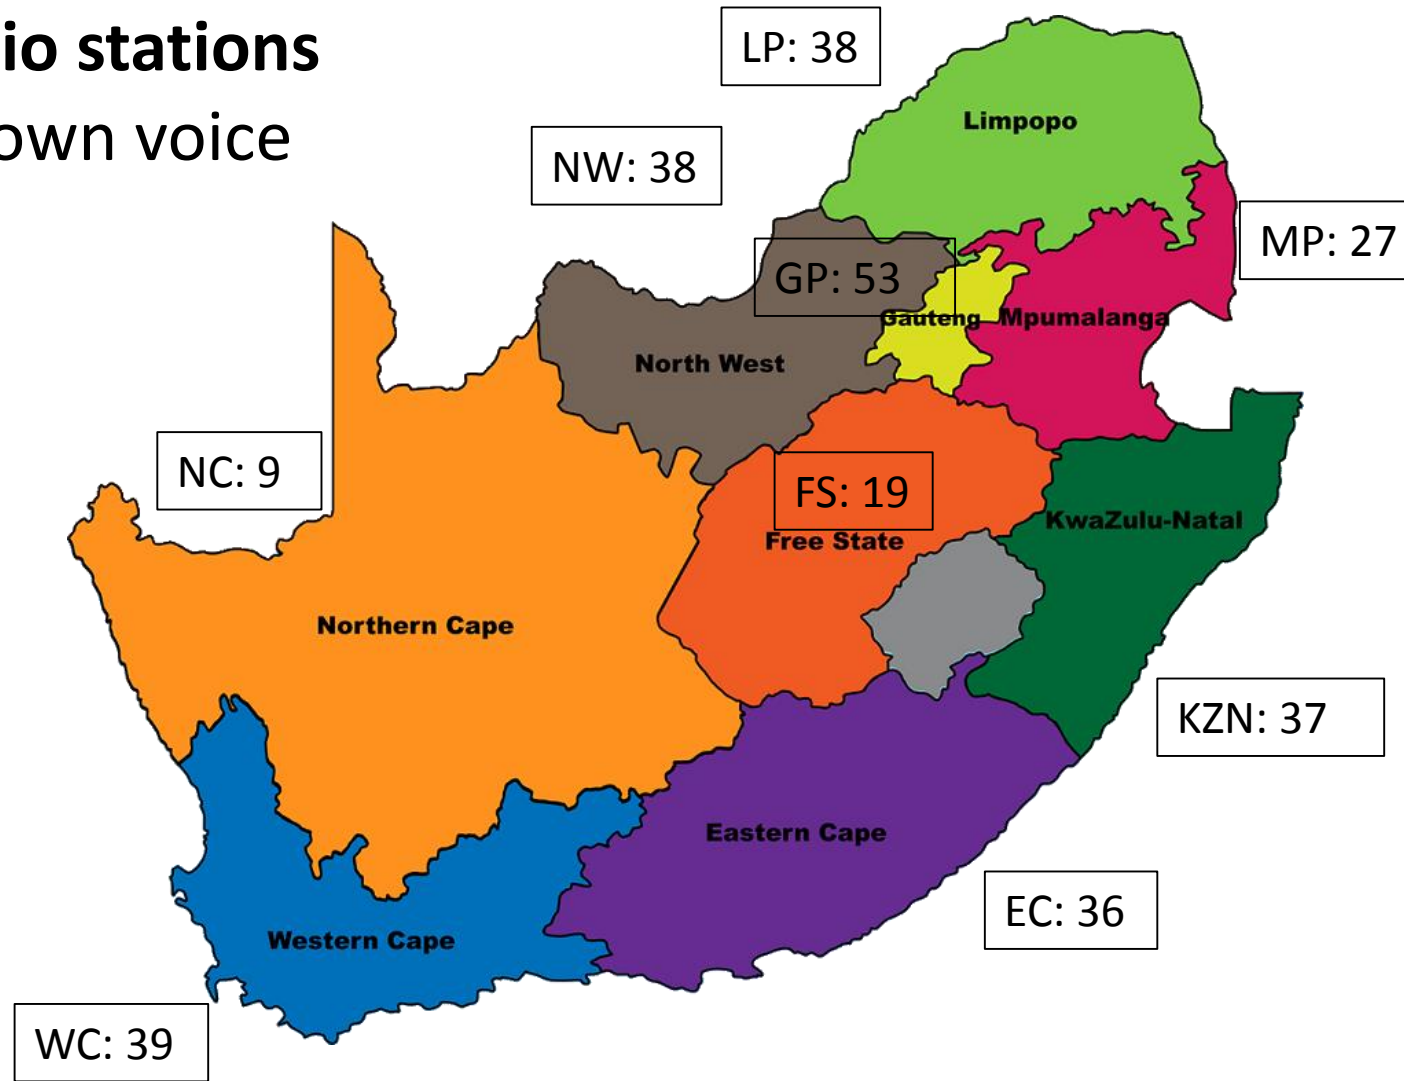 io stations
own voice
LP: 38
Limpopo
NW: 38
MP: 27
GP: 53
Gauteng
Mpumalanga
North West
NC: 9
FS: 19
KwaZulu-Natal
Free State
Northern Cape
KZN: 37
Eastern Cape
EC: 36
Western Cape
WC: 39